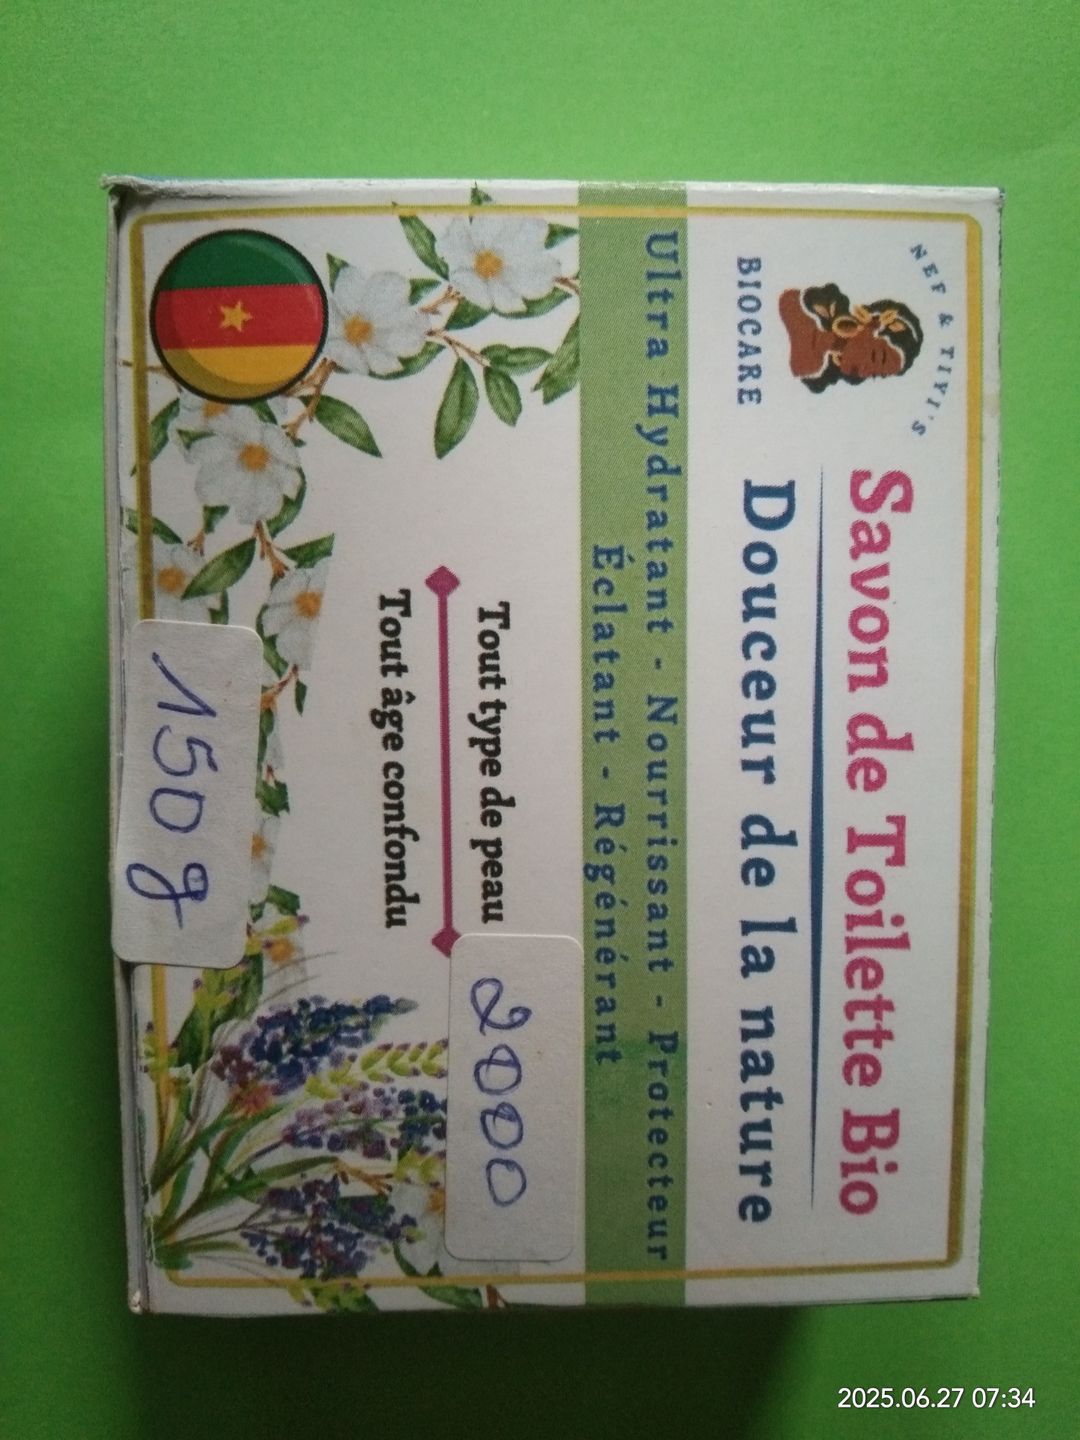 NEF & TIYI'S
BIOCARE
Savon de Toilette Bio
Douceur de la nature
Ultra Hydratant - Nourrissant - Protecteur
Éclatant - Régénérant
Tout type de peau
Tout âge confondu
2000
150 g
2025.06.27 07:34